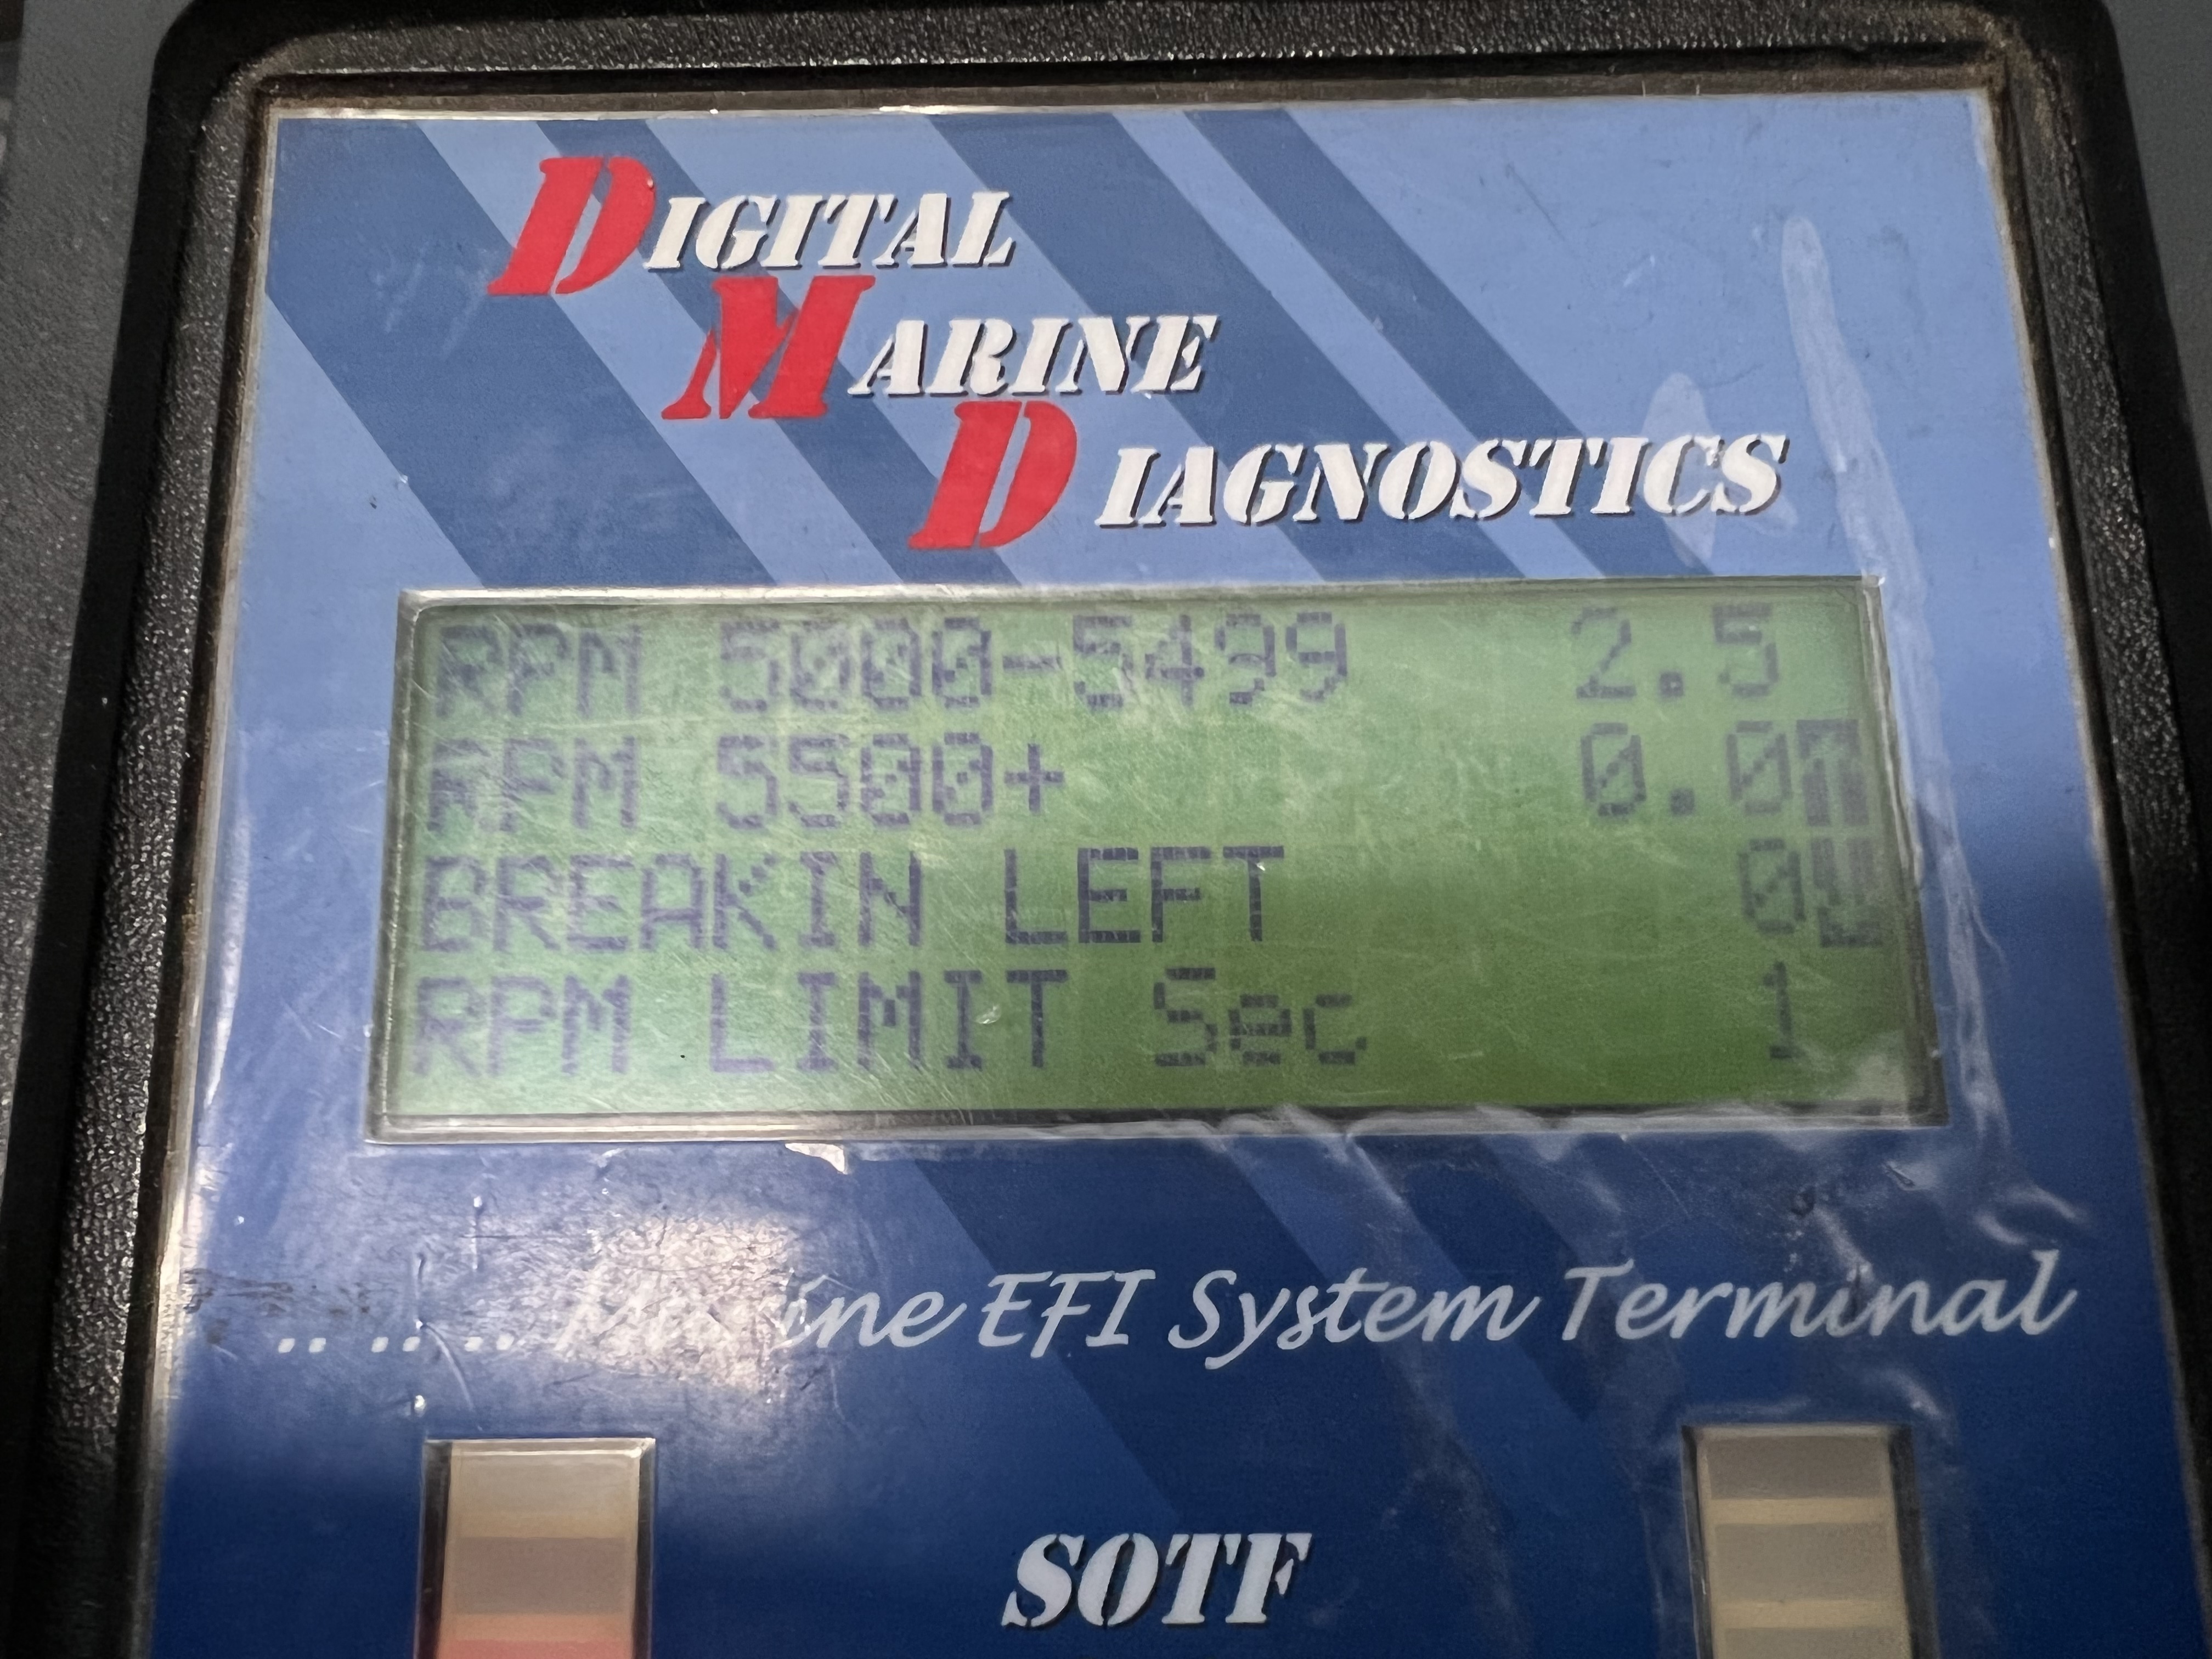 DIGITAL
MARINE
DIAGNOSTICS
RPM 5000-5499 2.5
RPM 5500+ 0.0
BREAKIN LEFT 0
RPM LIMIT Sec 1
.. .. .. Marine EFI System Terminal
SOTF